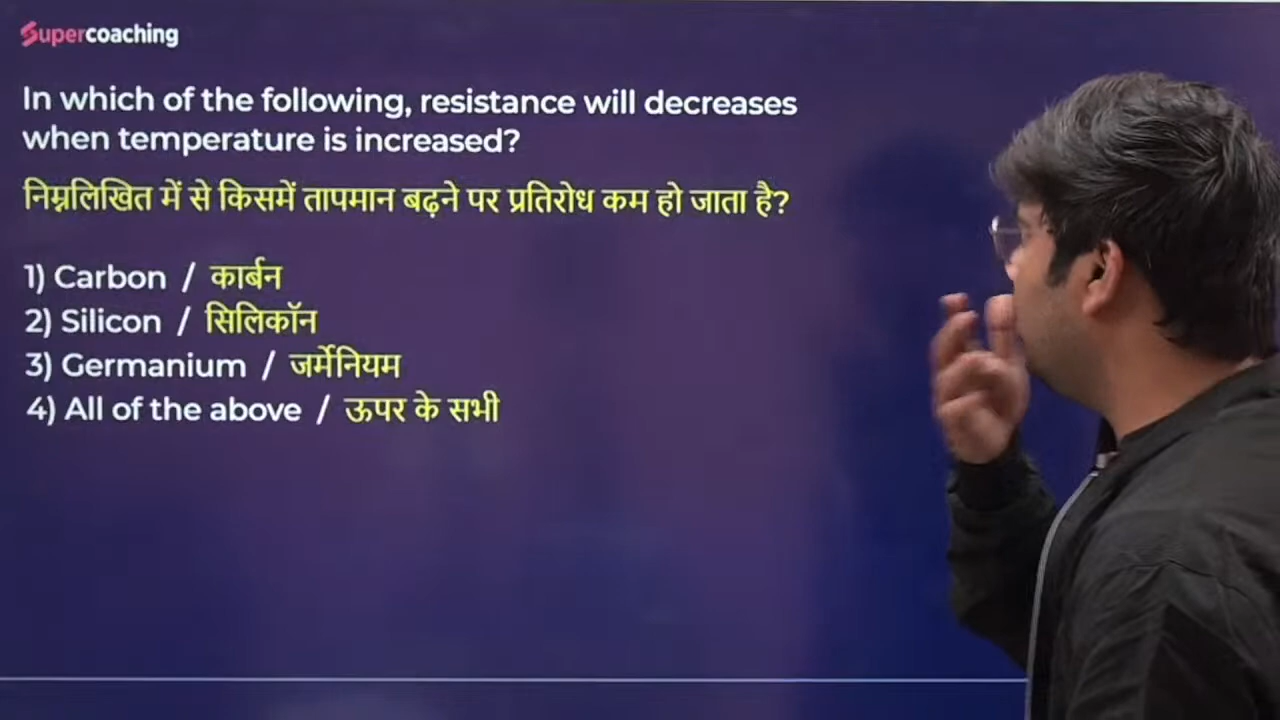 Supercoaching
In which of the following, resistance will decreases
when temperature is increased?
निम्नलिखित में से किसमें तापमान बढ़ने पर प्रतिरोध कम हो जाता है?
1) Carbon / कार्बन
2) Silicon / सिलिकॉन
3) Germanium / जर्मेनियम
4) All of the above / ऊपर के सभी